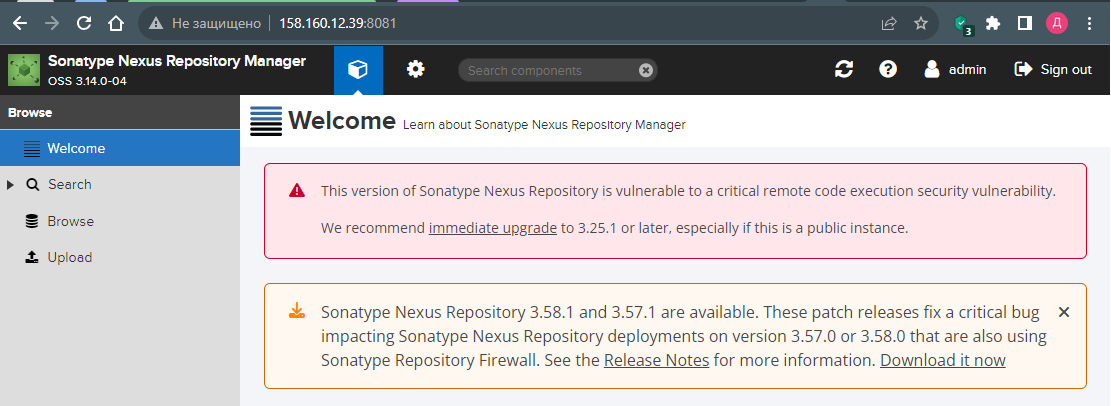 Не защищено | 158.160.12.39:8081
3
Д
Sonatype Nexus Repository Manager
OSS 3.14.0-04
Search components
admin
Sign out
Browse
Welcome
Search
Browse
Upload
Welcome Learn about Sonatype Nexus Repository Manager
This version of Sonatype Nexus Repository is vulnerable to a critical remote code execution security vulnerability.
We recommend immediate upgrade to 3.25.1 or later, especially if this is a public instance.
Sonatype Nexus Repository 3.58.1 and 3.57.1 are available. These patch releases fix a critical bug
impacting Sonatype Nexus Repository deployments on version 3.57.0 or 3.58.0 that are also using
Sonatype Repository Firewall. See the Release Notes for more information. Download it now